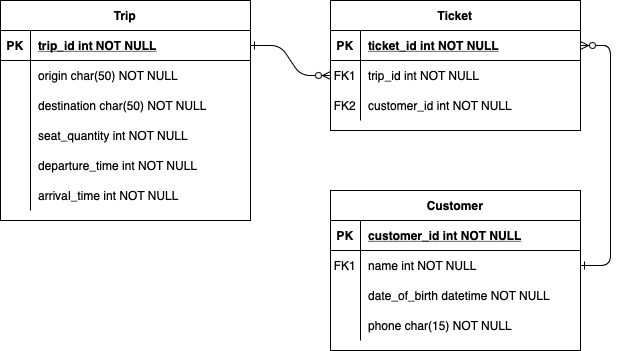 Trip
PK trip_id int NOT NULL
origin char(50) NOT NULL
destination char(50) NOT NULL
seat_quantity int NOT NULL
departure_time int NOT NULL
arrival_time int NOT NULL
Ticket
PK ticket_id int NOT NULL
FK1 trip_id int NOT NULL
FK2 customer_id int NOT NULL
Customer
PK customer_id int NOT NULL
FK1 name int NOT NULL
date_of_birth datetime NOT NULL
phone char(15) NOT NULL